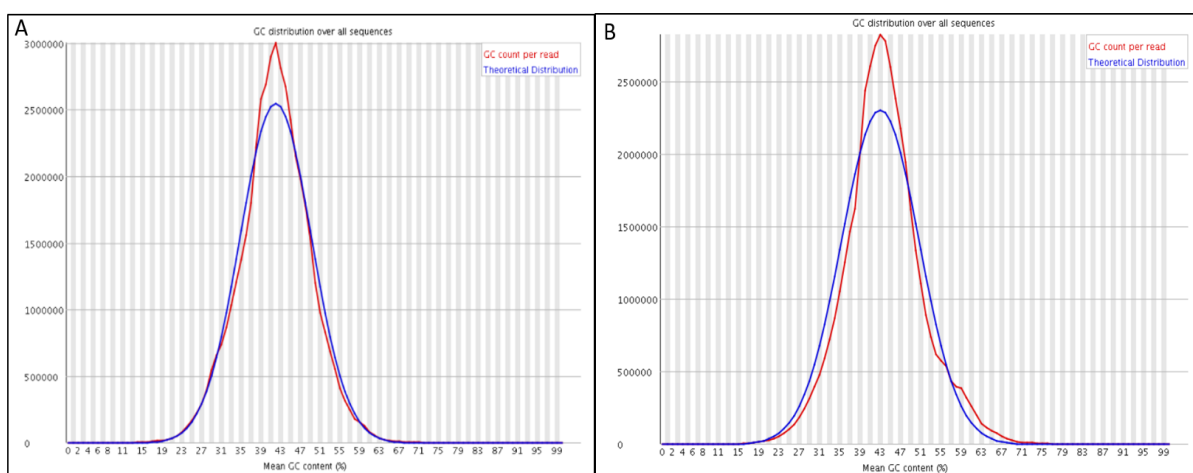 A
GC distribution over all sequences
GC count per read
Theoretical Distribution
3000000
2500000
2000000
1500000
1000000
500000
0
0 2 4 6 8 11 15 19 23 27 31 35 39 43 47 51 55 59 63 67 71 75 79 83 87 91 95 99
Mean GC content (%)
B
GC distribution over all sequences
GC count per read
Theoretical Distribution
2500000
2000000
1500000
1000000
500000
0
0 2 4 6 8 11 15 19 23 27 31 35 39 43 47 51 55 59 63 67 71 75 79 83 87 91 95 99
Mean GC content (%)